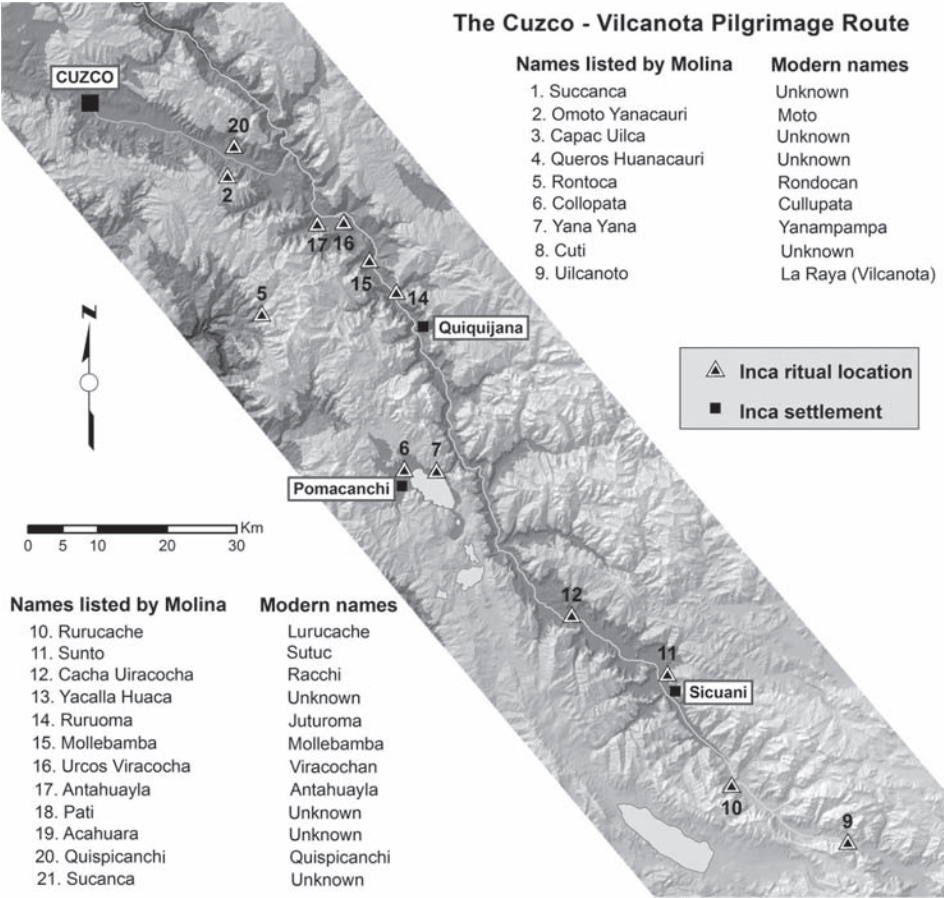 The Cuzco - Vilcanota Pilgrimage Route
Names listed by Molina Modern names
1. Succanca Unknown
2. Omoto Yanacauri Moto
3. Capac Uilca Unknown
4. Queros Huanacauri Unknown
5. Rontoca Rondocan
6. Collopata Cullupata
7. Yana Yana Yanampampa
8. Cuti Unknown
9. Uilcanoto La Raya (Vilcanota)
CUZCO
20
2
17 16
15
14
5
Quiquijana
N
Inca ritual location
Inca settlement
6 7
Pomacanchi
Km
0 5 10 20 30
12
11
Sicuani
10
9
Names listed by Molina Modern names
10. Rurucache Lurucache
11. Sunto Sutuc
12. Cacha Uiracocha Racchi
13. Yacalla Huaca Unknown
14. Ruruoma Juturoma
15. Mollebamba Mollebamba
16. Urcos Viracocha Viracochan
17. Antahuayla Antahuayla
18. Pati Unknown
19. Acahuara Unknown
20. Quispicanchi Quispicanchi
21. Sucanca Unknown